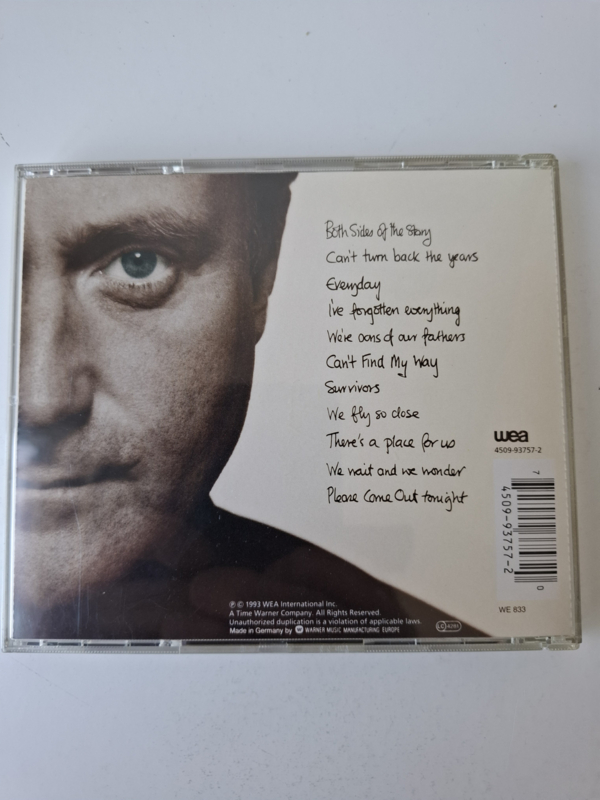 Both Sides of the Story
Can't turn back the years
Everyday
I've forgotten everything
We're sons of our fathers
Can't Find My Way
Survivors
We fly so close
There's a place for us
We wait and we wonder
Please Come Out tonight
wea
4509-93757-2
7
4509-93757-2
0
WE 833
℗ © 1993 WEA International Inc.
A Time Warner Company. All Rights Reserved.
Unauthorized duplication is a violation of applicable laws.
Made in Germany by WARNER MUSIC MANUFACTURING EUROPE